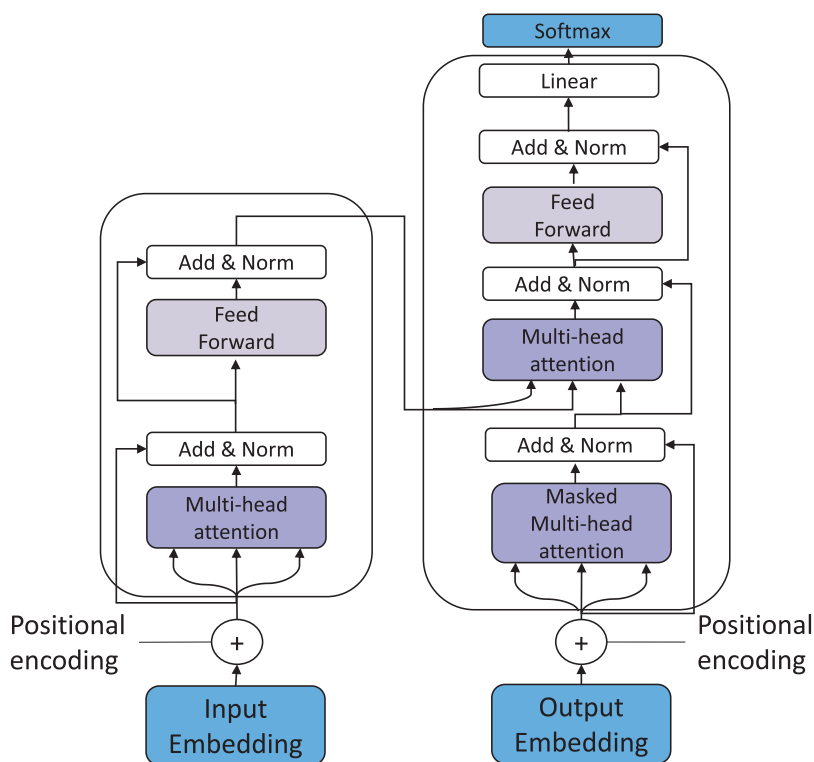 Softmax
Linear
Add & Norm
Feed
Forward
Add & Norm
Multi-head
attention
Add & Norm
Masked
Multi-head
attention
Positional
encoding
+
Output
Embedding
Add & Norm
Feed
Forward
Add & Norm
Multi-head
attention
Positional
encoding
+
Input
Embedding